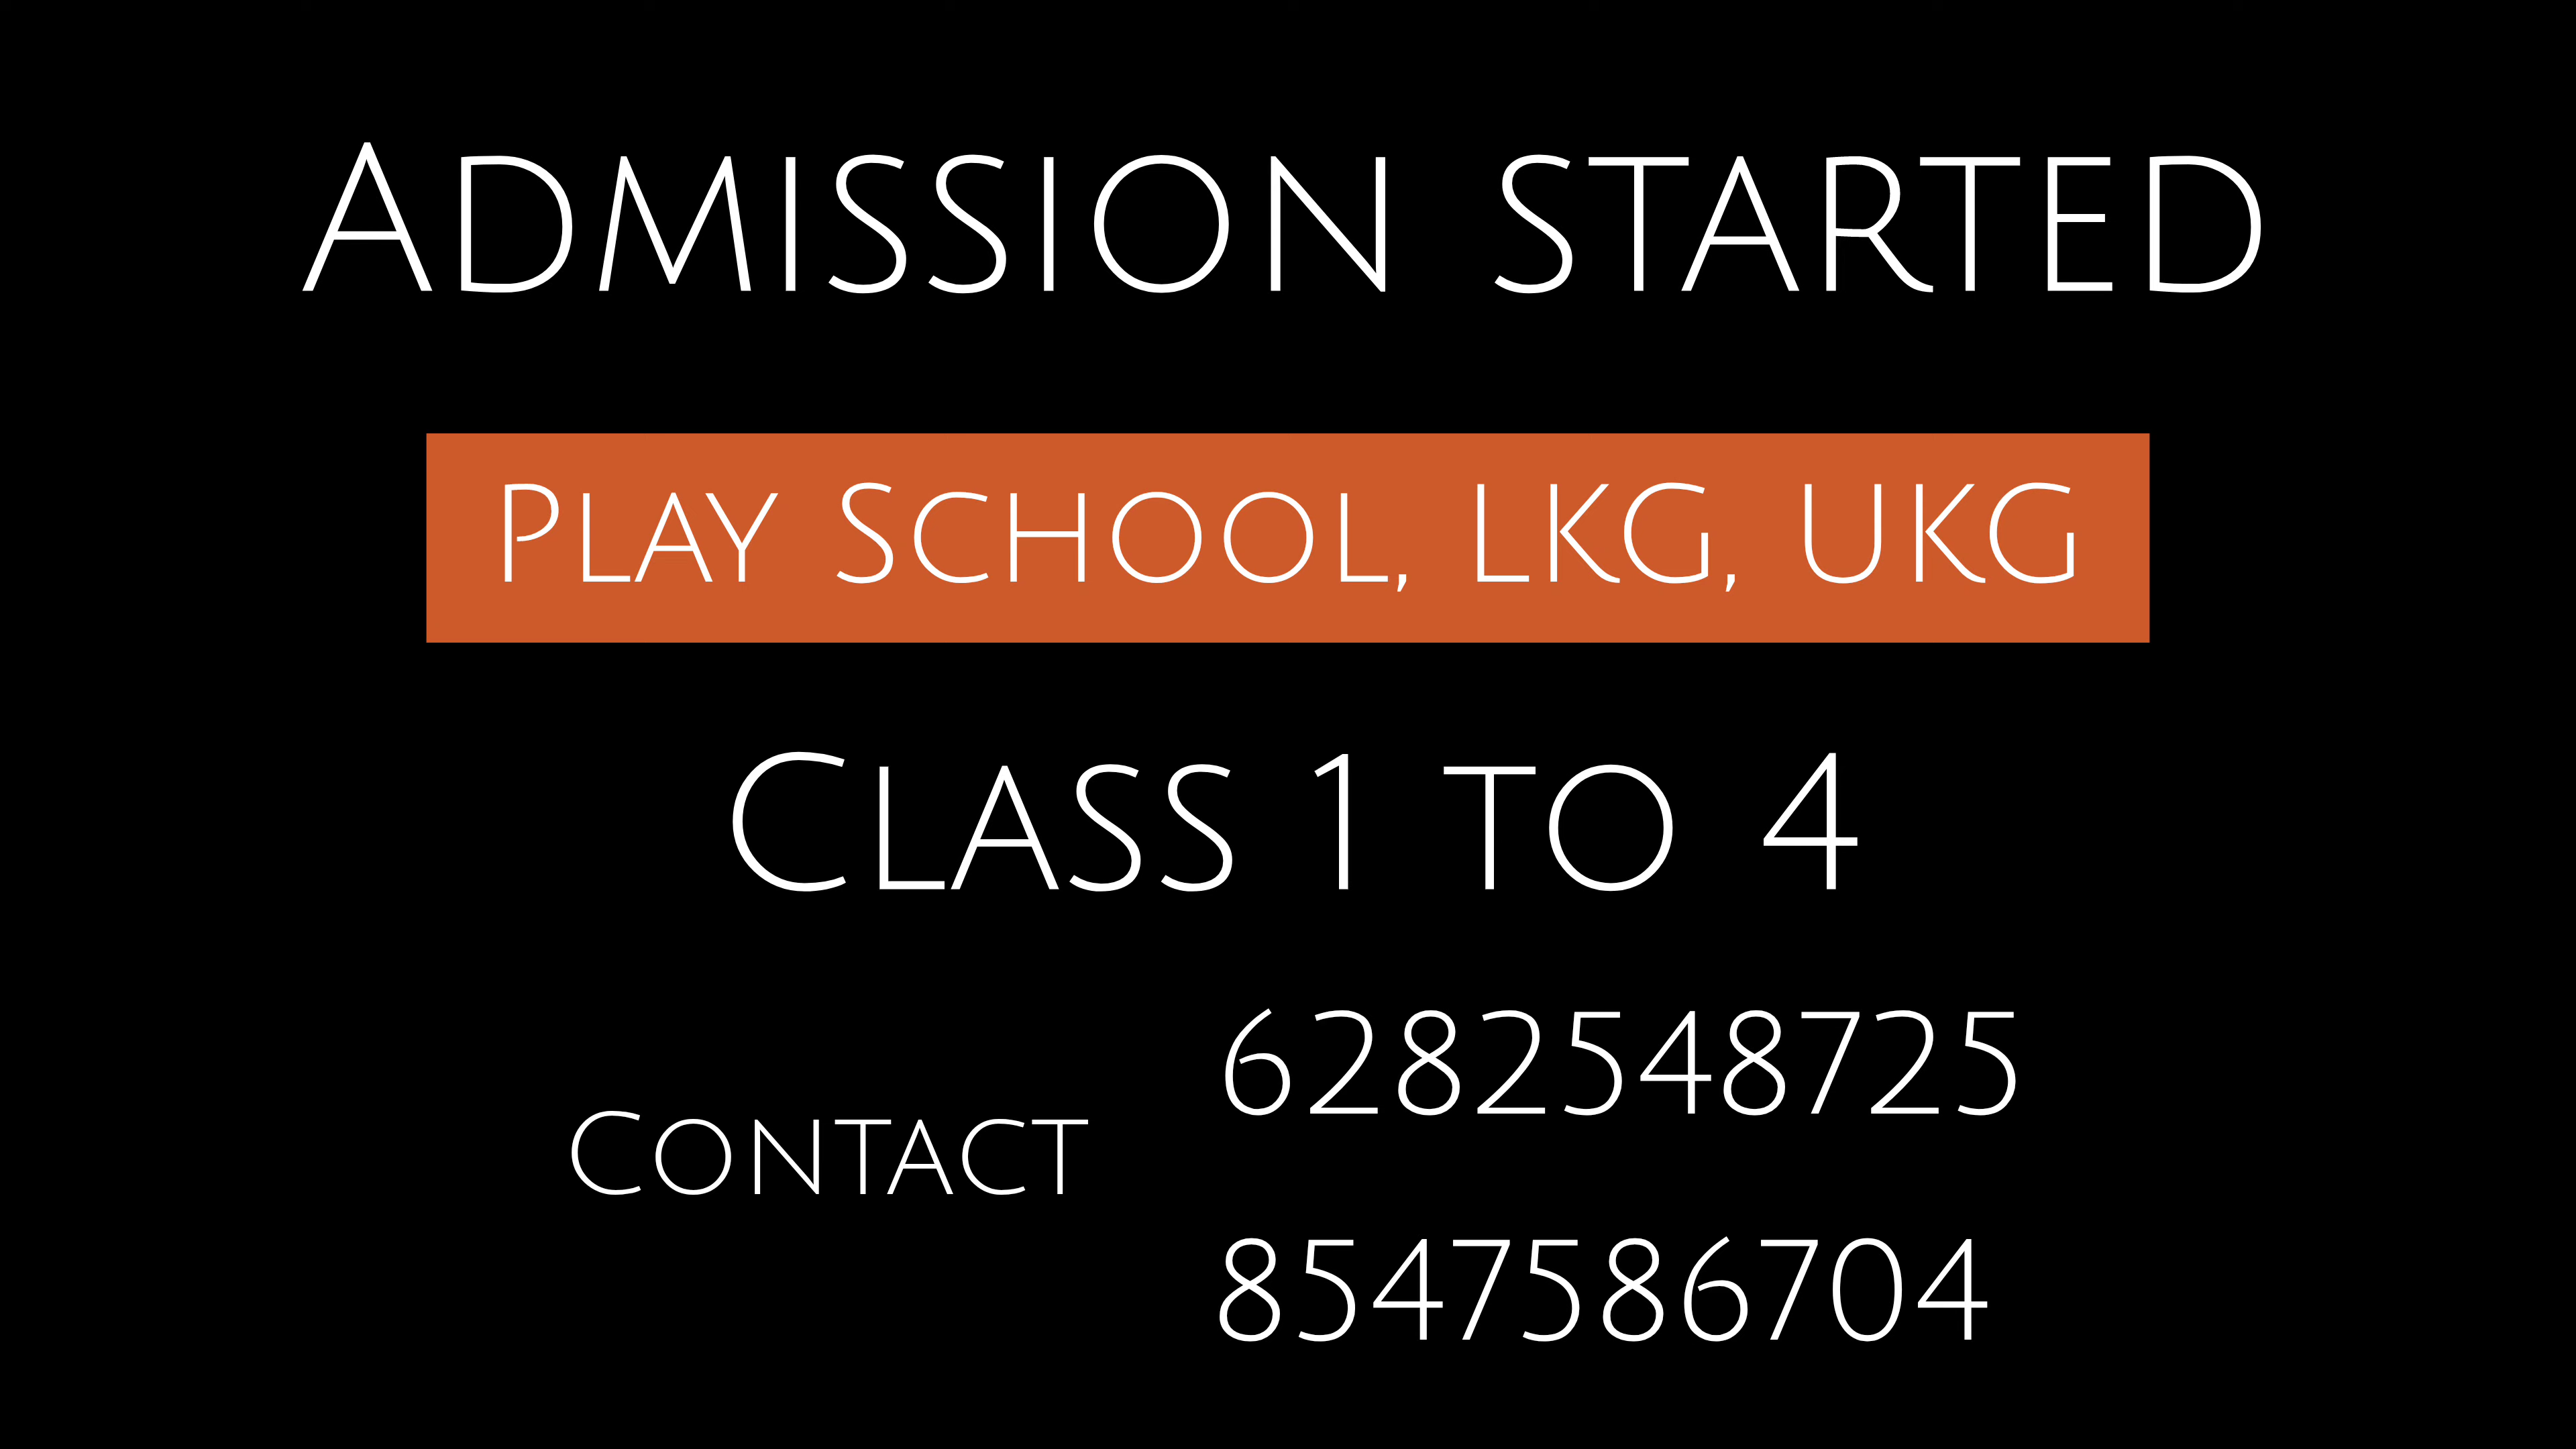 Admission started
Play School, LKG, UKG
Class 1 to 4
Contact
6282548725
8547586704